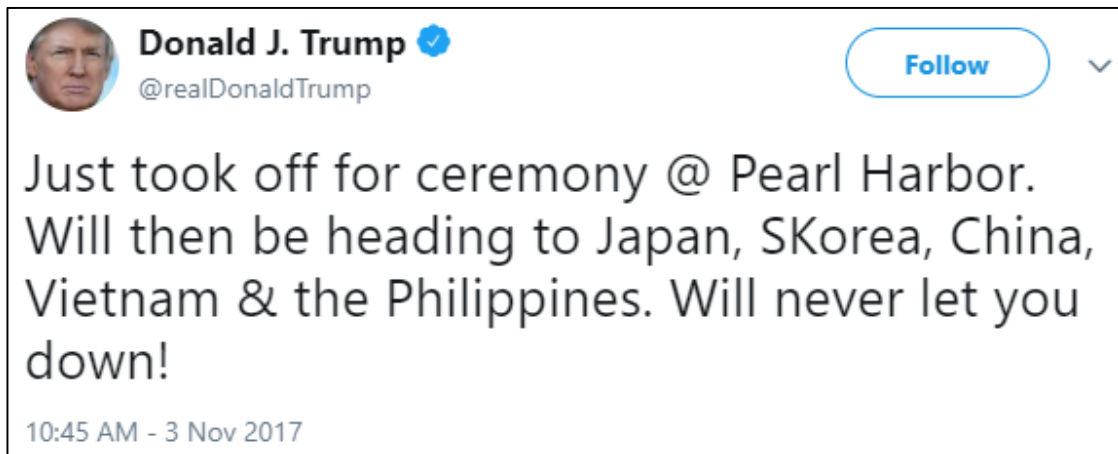 Donald J. Trump
@realDonaldTrump
Follow
Just took off for ceremony @ Pearl Harbor.
Will then be heading to Japan, SKorea, China,
Vietnam & the Philippines. Will never let you
down!
10:45 AM - 3 Nov 2017